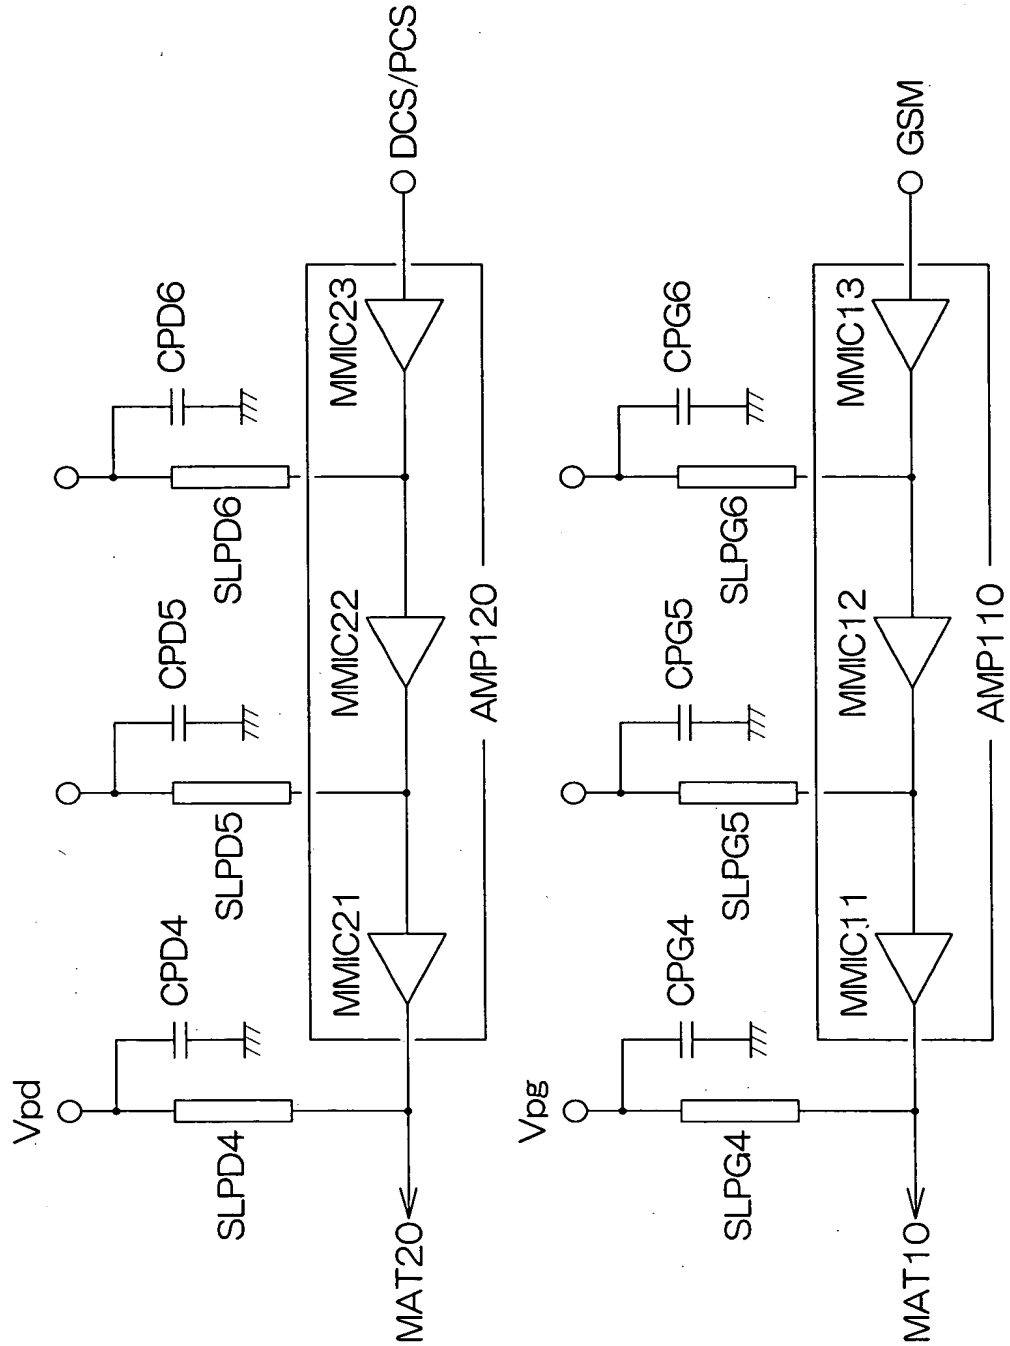 Vpd
CPD4
CPD5
CPD6
SLPD4
SLPD5
SLPD6
MMIC21
MMIC22
MMIC23
MAT20
DCS/PCS
AMP120
Vpg
CPG4
CPG5
CPG6
SLPG4
SLPG5
SLPG6
MMIC11
MMIC12
MMIC13
MAT10
GSM
AMP110